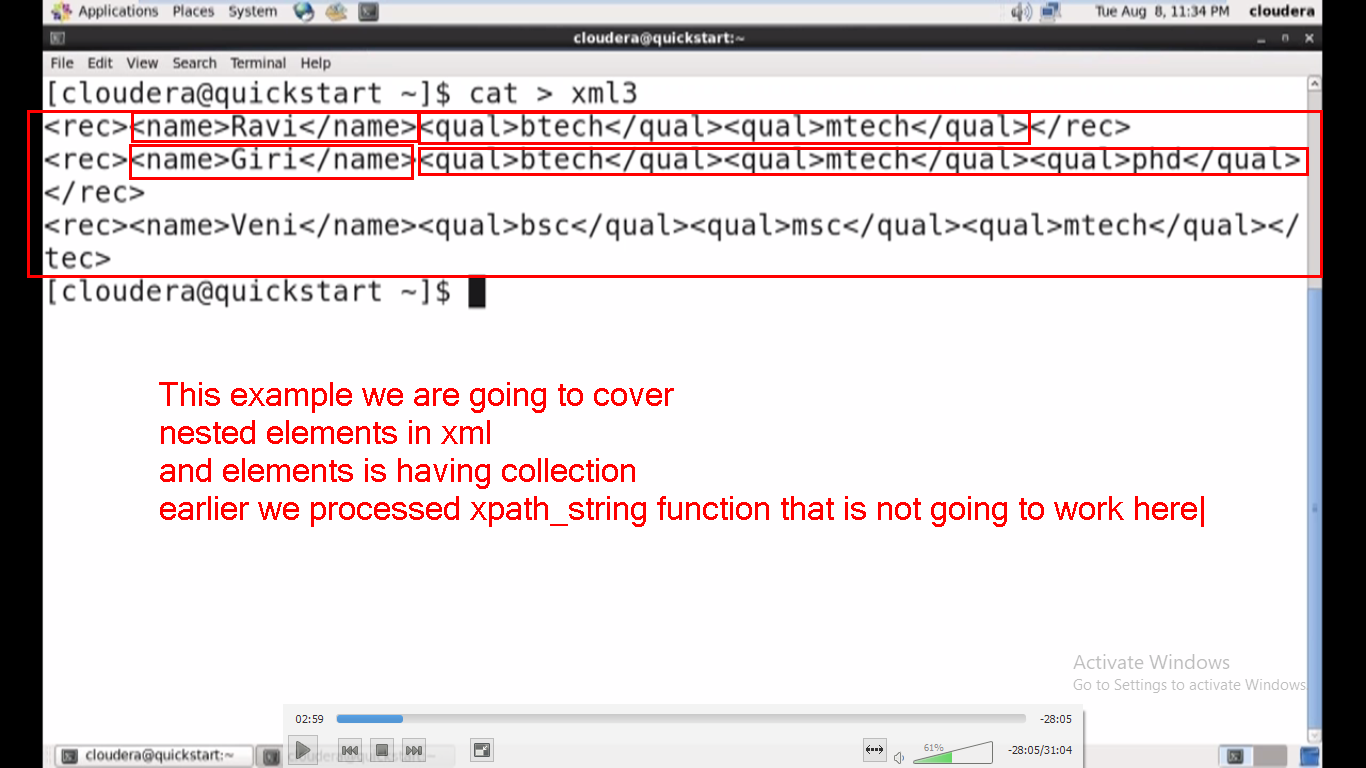 Applications Places System Tue Aug 8, 11:34 PM cloudera
cloudera@quickstart:~
File Edit View Search Terminal Help
[cloudera@quickstart ~]$ cat > xml3
<rec><name>Ravi</name><qual>btech</qual><qual>mtech</qual></rec>
<rec><name>Giri</name><qual>btech</qual><qual>mtech</qual><qual>phd</qual>
</rec>
<rec><name>Veni</name><qual>bsc</qual><qual>msc</qual><qual>mtech</qual></
tec>
[cloudera@quickstart ~]$
This example we are going to cover
nested elements in xml
and elements is having collection
earlier we processed xpath_string function that is not going to work here
Activate Windows
Go to Settings to activate Windows.
02:59 -28:05
61% -28:05/31:04
cloudera@quickstart:~